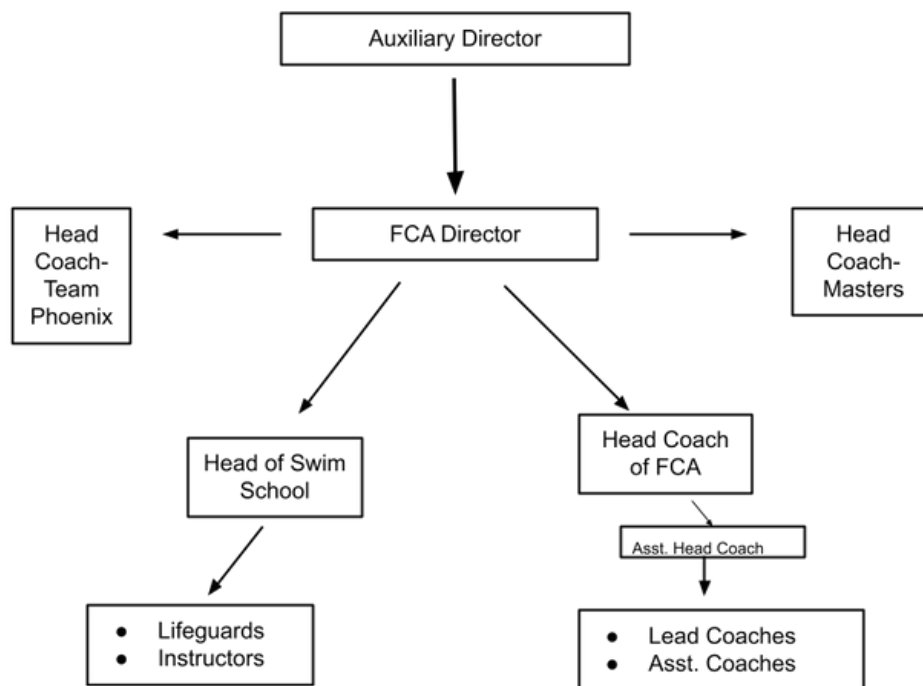 Auxiliary Director
Head
Coach-
Team
Phoenix
FCA Director
Head
Coach-
Masters
Head of Swim
School
Head Coach
of FCA
Asst. Head Coach
● Lifeguards
● Instructors
● Lead Coaches
● Asst. Coaches